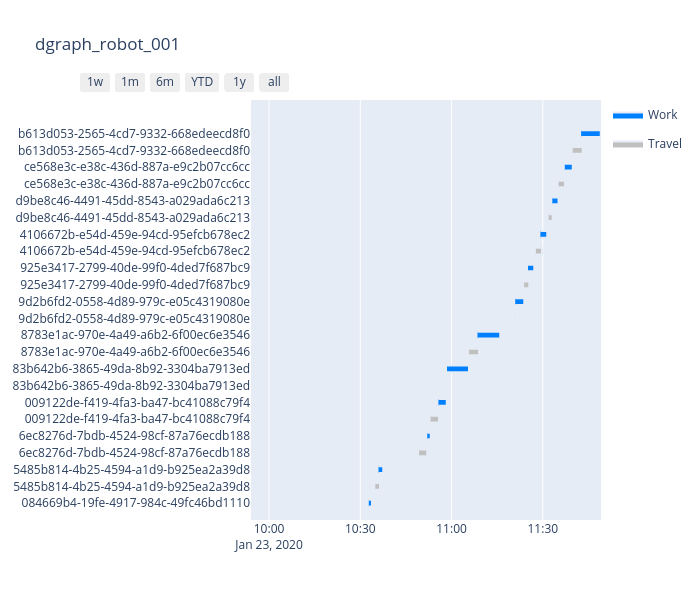 dgraph_robot_001
1w 1m 6m YTD 1y all
Work
Travel
b613d053-2565-4cd7-9332-668edeecd8f0
b613d053-2565-4cd7-9332-668edeecd8f0
ce568e3c-e38c-436d-887a-e9c2b07cc6cc
ce568e3c-e38c-436d-887a-e9c2b07cc6cc
d9be8c46-4491-45dd-8543-a029ada6c213
d9be8c46-4491-45dd-8543-a029ada6c213
4106672b-e54d-459e-94cd-95efcb678ec2
4106672b-e54d-459e-94cd-95efcb678ec2
925e3417-2799-40de-99f0-4ded7f687bc9
925e3417-2799-40de-99f0-4ded7f687bc9
9d2b6fd2-0558-4d89-979c-e05c4319080e
9d2b6fd2-0558-4d89-979c-e05c4319080e
8783e1ac-970e-4a49-a6b2-6f00ec6e3546
8783e1ac-970e-4a49-a6b2-6f00ec6e3546
83b642b6-3865-49da-8b92-3304ba7913ed
83b642b6-3865-49da-8b92-3304ba7913ed
009122de-f419-4fa3-ba47-bc41088c79f4
009122de-f419-4fa3-ba47-bc41088c79f4
6ec8276d-7bdb-4524-98cf-87a76ecdb188
6ec8276d-7bdb-4524-98cf-87a76ecdb188
5485b814-4b25-4594-a1d9-b925ea2a39d8
5485b814-4b25-4594-a1d9-b925ea2a39d8
084669b4-19fe-4917-984c-49fc46bd1110
10:00 10:30 11:00 11:30
Jan 23, 2020